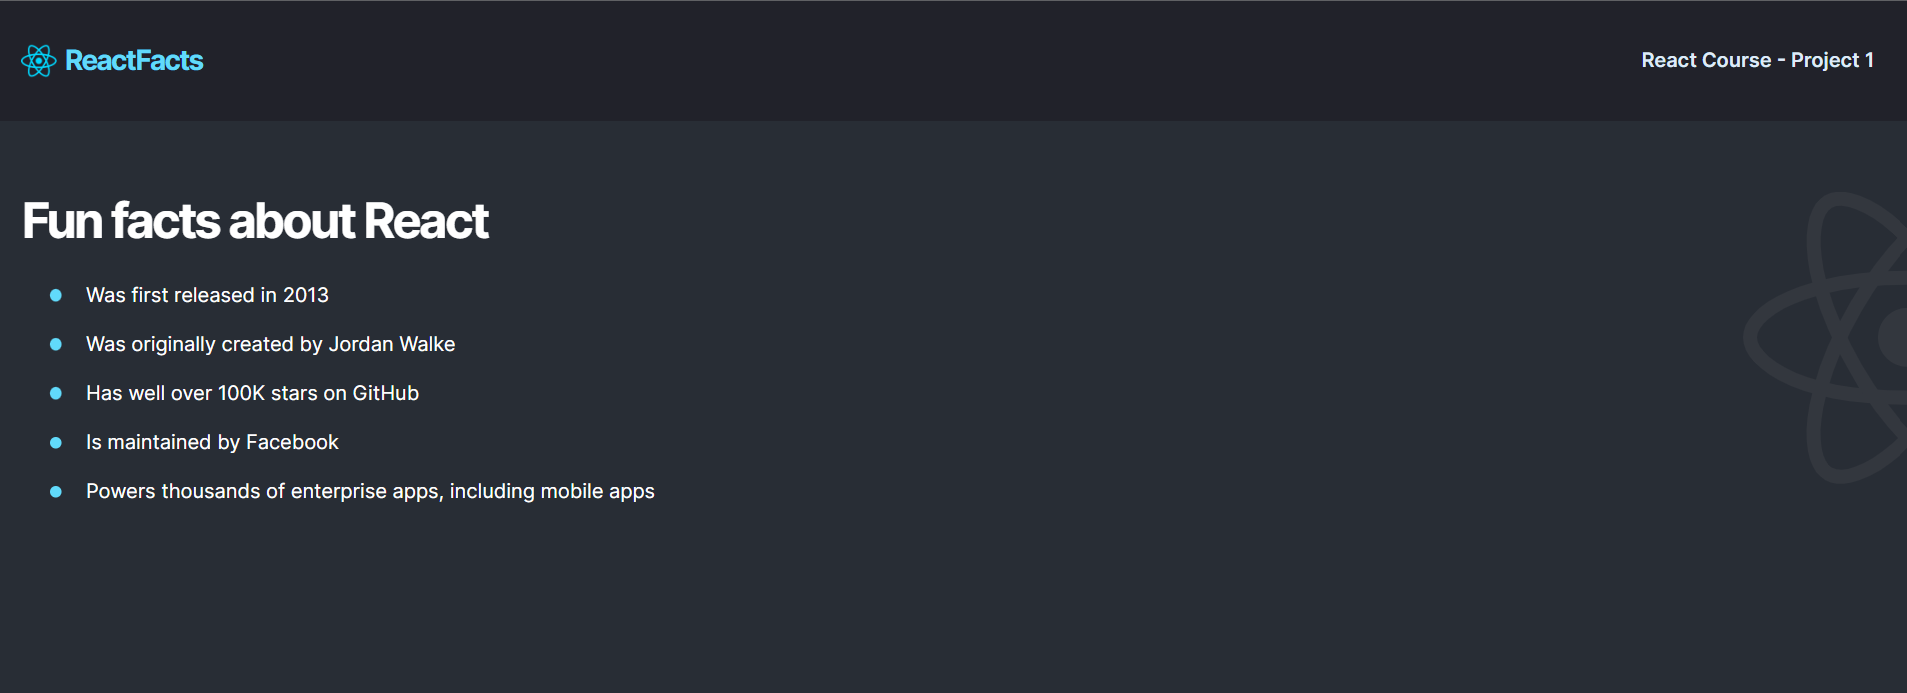 ReactFacts
React Course - Project 1
Fun facts about React
Was first released in 2013
Was originally created by Jordan Walke
Has well over 100K stars on GitHub
Is maintained by Facebook
Powers thousands of enterprise apps, including mobile apps